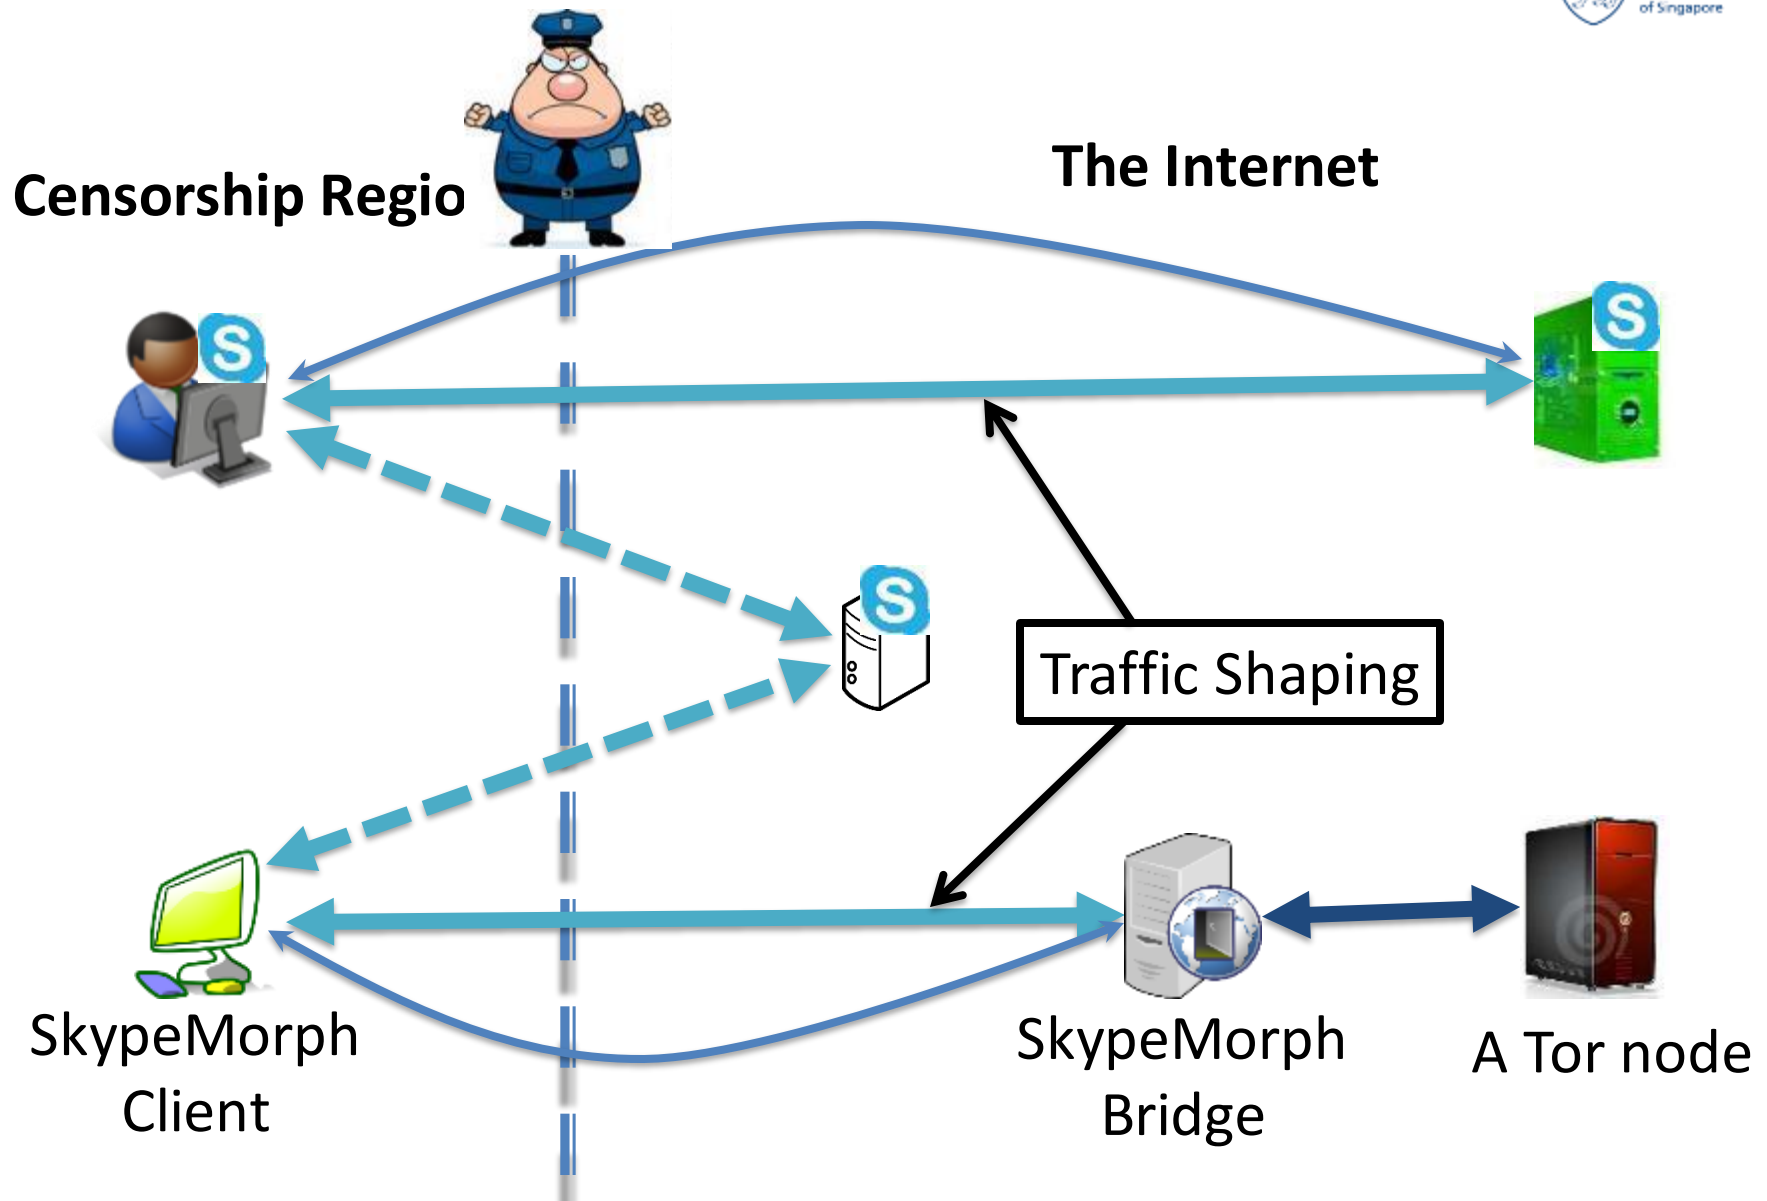 of Singapore
The Internet
Censorship Regio
S
S
S
Traffic Shaping
SkypeMorph
Client
SkypeMorph
Bridge
A Tor node